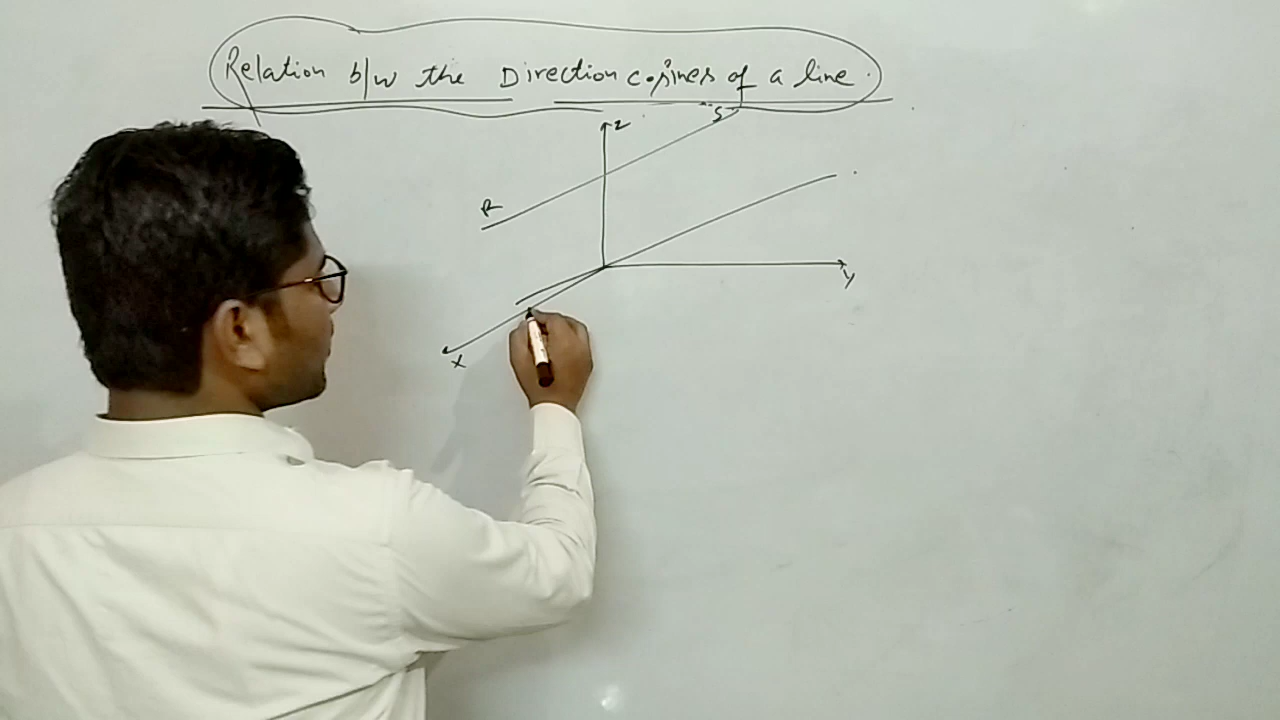 Relation b/w the Direction cosines of a line.
Z
S
R
Y
X